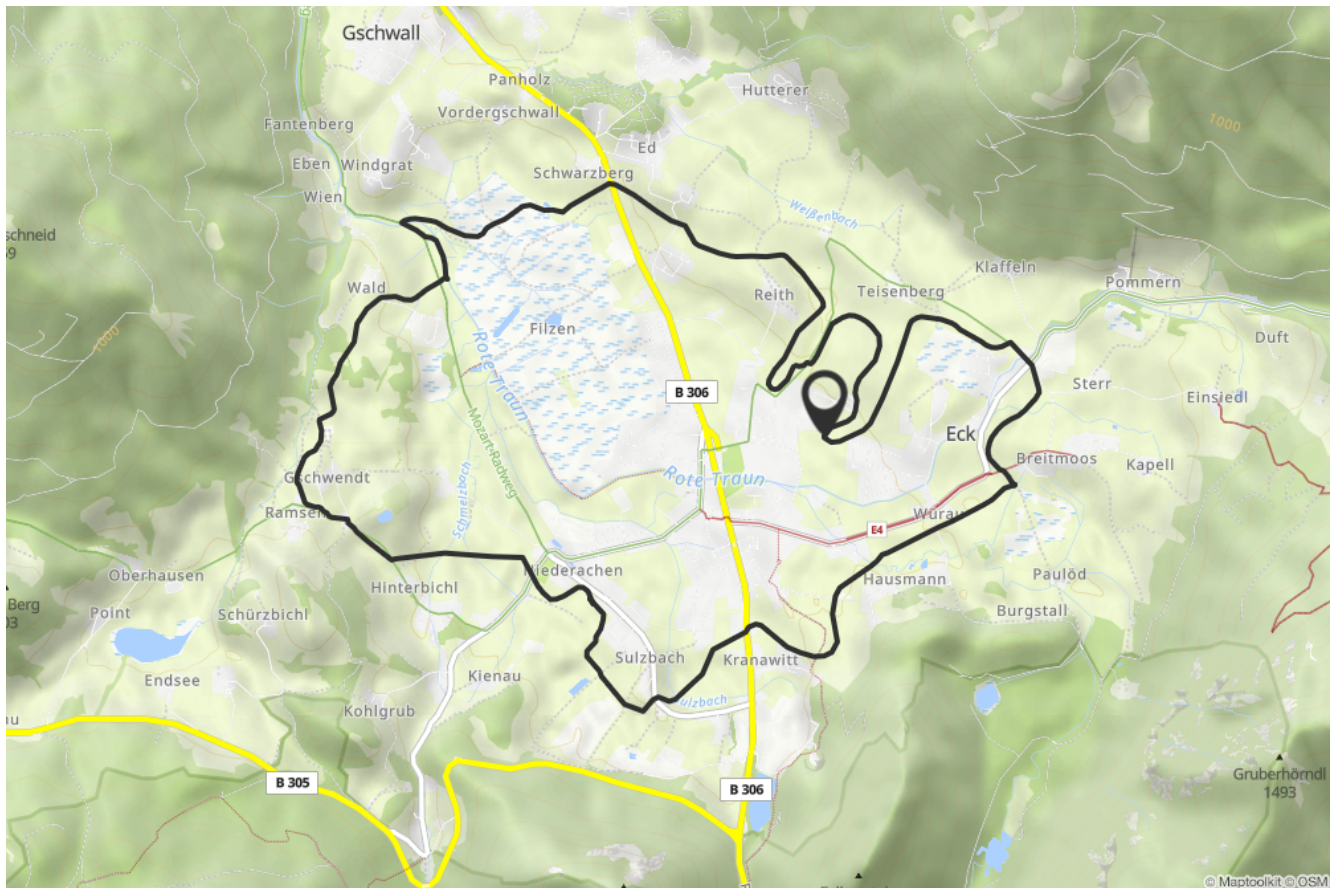 Gschwall
Panholz
Hutterer
Vordergschwall
Fantenberg
1000
Ed
Eben
Windgrat
Schwarzberg
Wien
Weißenbach
schneid
Klaffeln
Pommern
Wald
Reith
Teisenberg
Filzen
1000
Duft
Rote Traun
B 306
Sterr
Einsiedl
Mozart-Radweg
Eck
Breitmoos
Kapell
Gschwendt
Rote Traun
Schmelzbach
E4
Oberhausen
Niederachen
Hausmann
Paulöd
Hinterbichl
Berg
Point
Schürzbichl
Burgstall
Sulzbach
Kranawitt
Endsee
Kienau
Kohlgrub
B 305
B 306
Gruberhörndl
1493
© Maptoolkit © OSM